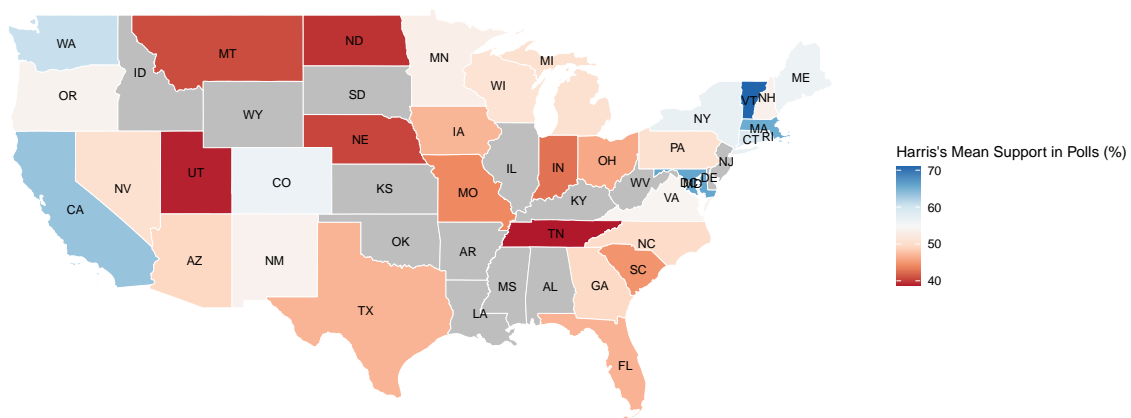 WA
MT
ND
MN
ME
ID
MI
OR
WI
VT
NH
WY
SD
NY
MA
CT
RI
IA
PA
NE
NJ
OH
IL
IN
UT
CO
NV
KS
WV
DC
MD
DE
MO
KY
VA
CA
TN
NC
OK
AR
AZ
NM
SC
MS
AL
GA
TX
LA
FL
Harris's Mean Support in Polls (%)
70
60
50
40